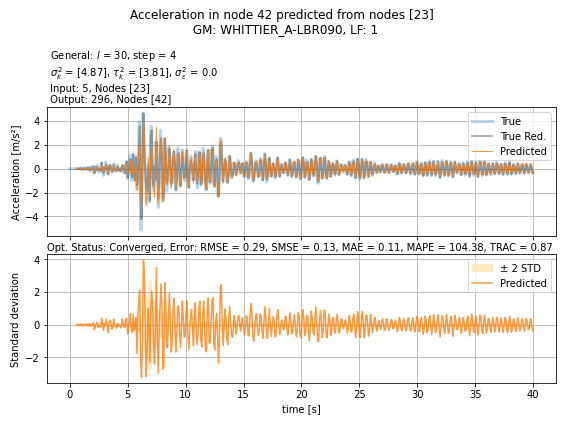 Acceleration in node 42 predicted from nodes [23]
GM: WHITTIER_A-LBR090, LF: 1
General: l = 30, step = 4
σ²ₖ = [4.87], τ²ₖ = [3.81], σ²ε = 0.0
Input: 5, Nodes [23]
Output: 296, Nodes [42]
Acceleration [m/s²]
4
2
0
−2
−4
True
True Red.
Predicted
Opt. Status: Converged, Error: RMSE = 0.29, SMSE = 0.13, MAE = 0.11, MAPE = 104.38, TRAC = 0.87
Standard deviation
4
2
0
−2
± 2 STD
Predicted
0 5 10 15 20 25 30 35 40
time [s]